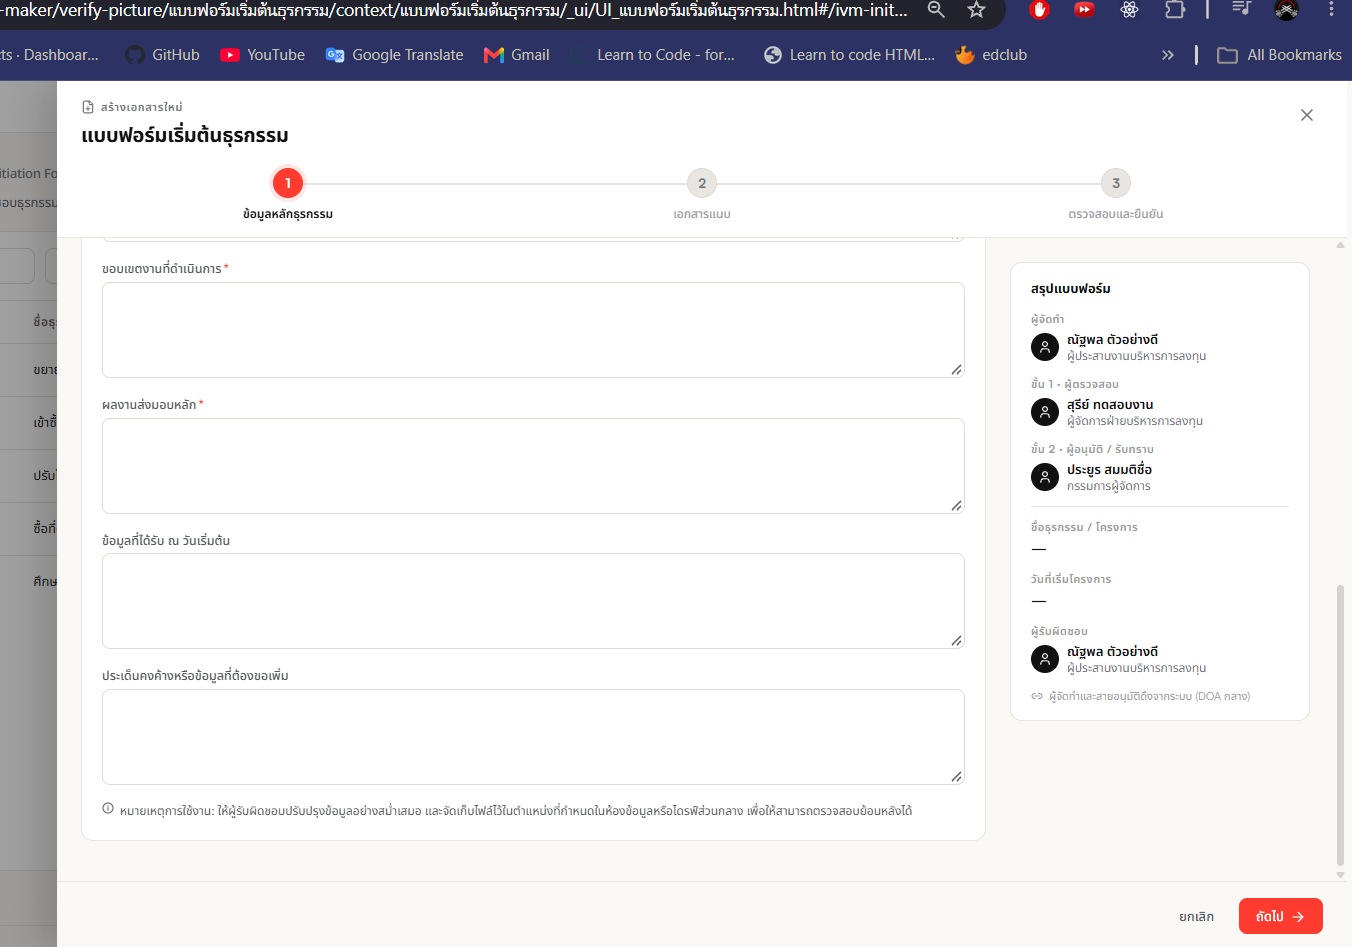 -maker/verify-picture/แบบฟอร์มเริ่มต้นธุรกรรม/context/แบบฟอร์มเริ่มต้นธุรกรรม/_ui/UI_แบบฟอร์มเริ่มต้นธุรกรรม.html#/ivm-init...
ts · Dashboar... GitHub YouTube Google Translate Gmail Learn to Code - for... Learn to code HTML... edclub All Bookmarks
สร้างเอกสารใหม่
แบบฟอร์มเริ่มต้นธุรกรรม
1 2 3
ข้อมูลหลักธุรกรรม เอกสารแนบ ตรวจสอบและยืนยัน
itiation Fo
ชื่อธุ
ขยาย
เข้าซื้
ปรับ
ซื้อที่
ศึกษ
ขอบเขตงานที่ดำเนินการ *
ผลงานส่งมอบหลัก *
ข้อมูลที่ได้รับ ณ วันเริ่มต้น
ประเด็นคงค้างหรือข้อมูลที่ต้องขอเพิ่ม
หมายเหตุการใช้งาน: ให้ผู้รับผิดชอบปรับปรุงข้อมูลอย่างสม่ำเสมอ และจัดเก็บไฟล์ไว้ในตำแหน่งที่กำหนดในห้องข้อมูลหรือไดรฟ์ส่วนกลาง เพื่อให้สามารถตรวจสอบย้อนหลังได้
สรุปแบบฟอร์ม
ผู้จัดทำ
ณัฐพล ตัวอย่างดี
ผู้ประสานงานบริหารการลงทุน
ขั้น 1 · ผู้ตรวจสอบ
สุรีย์ ทดสอบงาน
ผู้จัดการฝ่ายบริหารการลงทุน
ขั้น 2 · ผู้อนุมัติ / รับทราบ
ประยูร สมมติชื่อ
กรรมการผู้จัดการ
ชื่อธุรกรรม / โครงการ
—
วันที่เริ่มโครงการ
—
ผู้รับผิดชอบ
ณัฐพล ตัวอย่างดี
ผู้ประสานงานบริหารการลงทุน
ผู้จัดทำและสายอนุมัติดึงจากระบบ (DOA กลาง)
ยกเลิก ถัดไป